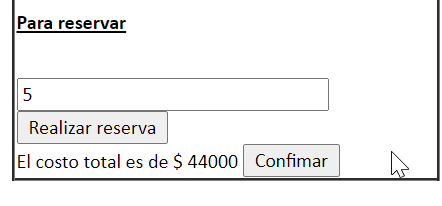 Para reservar
5
Realizar reserva
El costo total es de $ 44000 Confimar